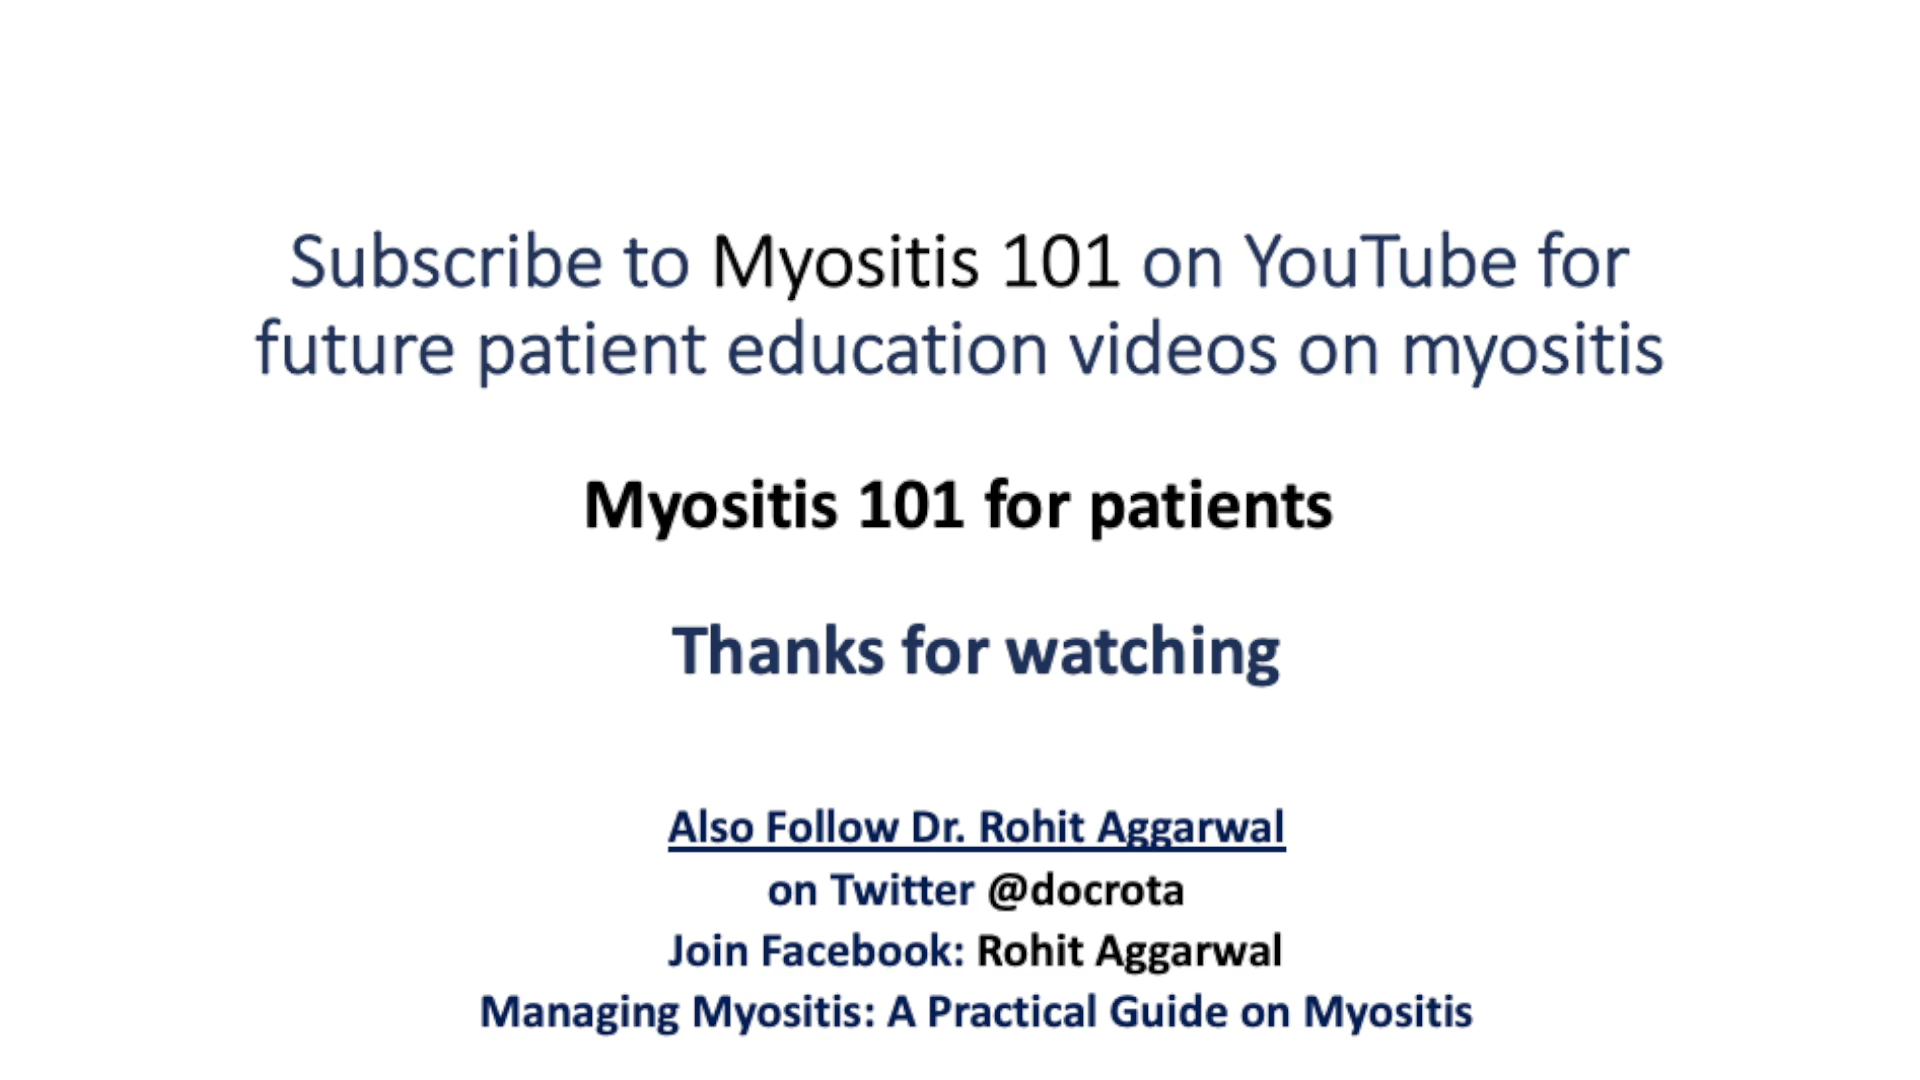 Subscribe to Myositis 101 on YouTube for
future patient education videos on myositis
Myositis 101 for patients
Thanks for watching
Also Follow Dr. Rohit Aggarwal
on Twitter @docrota
Join Facebook: Rohit Aggarwal
Managing Myositis: A Practical Guide on Myositis